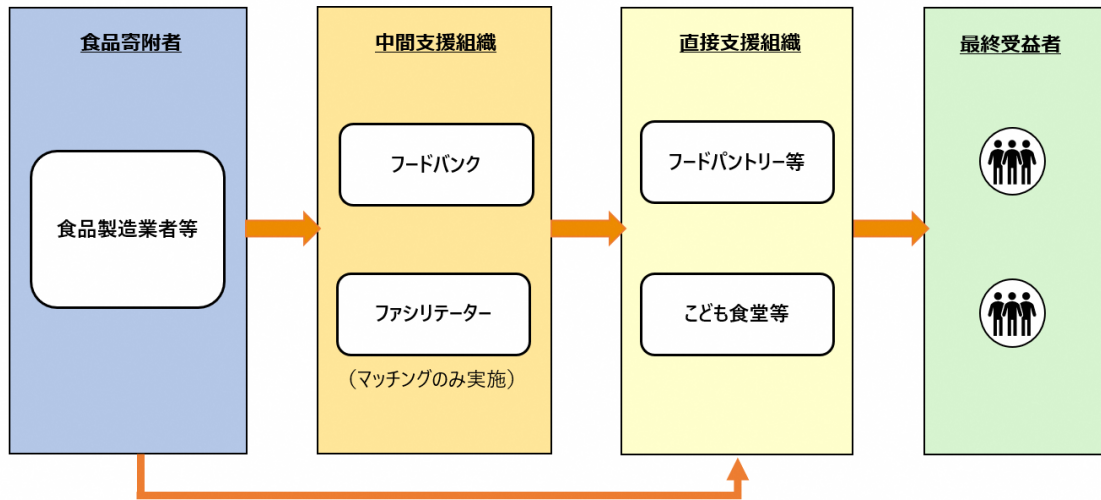 食品寄附者
食品製造業者等
中間支援組織
フードバンク
ファシリテーター
（マッチングのみ実施）
直接支援組織
フードパントリー等
こども食堂等
最終受益者